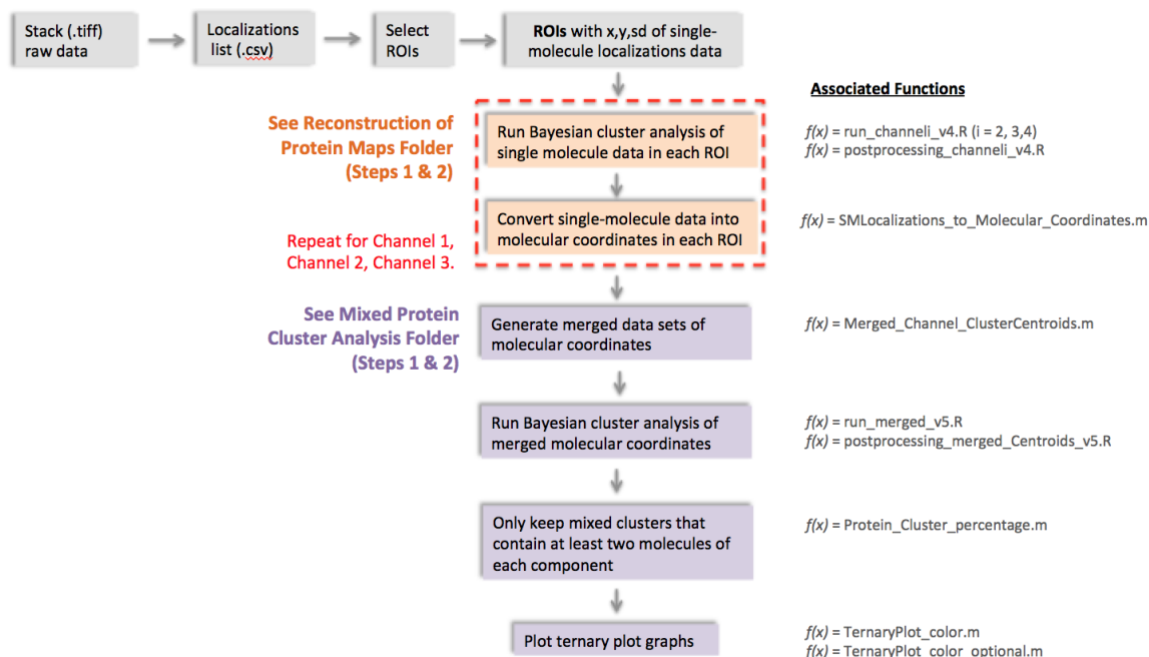 Stack (.tiff)
raw data
Localizations
list (.csv)
Select
ROIs
ROIs with x,y,sd of single-
molecule localizations data
Associated Functions
See Reconstruction of
Protein Maps Folder
(Steps 1 & 2)
Run Bayesian cluster analysis of
single molecule data in each ROI
f(x) = run_channeli_v4.R (i = 2, 3,4)
f(x) = postprocessing_channeli_v4.R
Repeat for Channel 1,
Channel 2, Channel 3.
Convert single-molecule data into
molecular coordinates in each ROI
f(x) = SMLocalizations_to_Molecular_Coordinates.m
See Mixed Protein
Cluster Analysis Folder
(Steps 1 & 2)
Generate merged data sets of
molecular coordinates
f(x) = Merged_Channel_ClusterCentroids.m
Run Bayesian cluster analysis of
merged molecular coordinates
f(x) = run_merged_v5.R
f(x) = postprocessing_merged_Centroids_v5.R
Only keep mixed clusters that
contain at least two molecules of
each component
f(x) = Protein_Cluster_percentage.m
Plot ternary plot graphs
f(x) = TernaryPlot_color.m
f(x) = TernaryPlot_color_optional.m